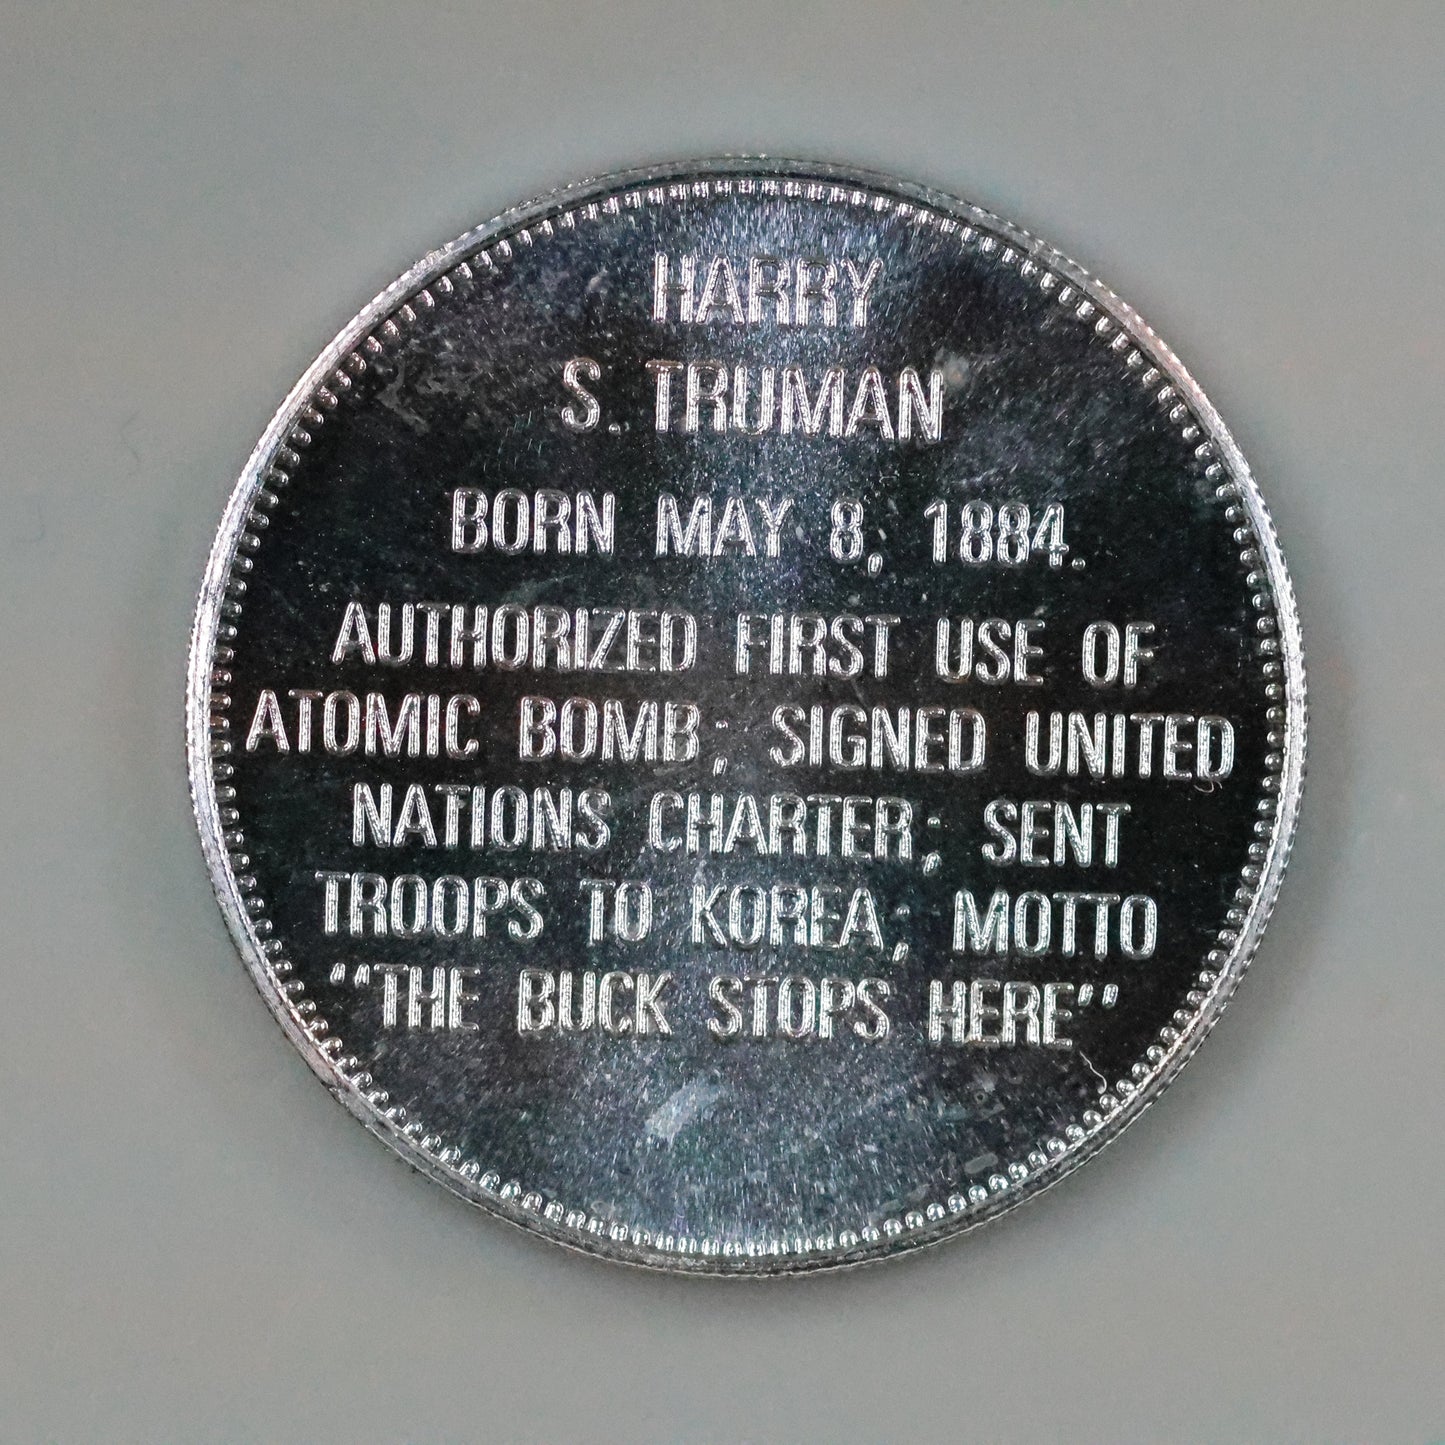 HARRY
S. TRUMAN
BORN MAY 8, 1884.
AUTHORIZED FIRST USE OF
ATOMIC BOMB; SIGNED UNITED
NATIONS CHARTER; SENT
TROOPS TO KOREA; MOTTO
“THE BUCK STOPS HERE”